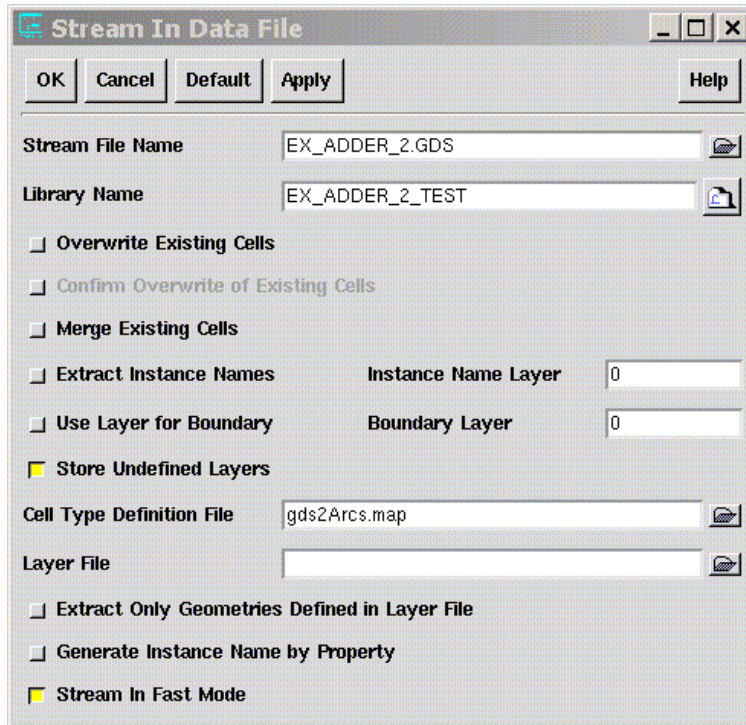 Stream In Data File
OK Cancel Default Apply Help
Stream File Name EX_ADDER_2.GDS
Library Name EX_ADDER_2_TEST
Overwrite Existing Cells
Confirm Overwrite of Existing Cells
Merge Existing Cells
Extract Instance Names Instance Name Layer 0
Use Layer for Boundary Boundary Layer 0
Store Undefined Layers
Cell Type Definition File gds2Arcs.map
Layer File
Extract Only Geometries Defined in Layer File
Generate Instance Name by Property
Stream In Fast Mode